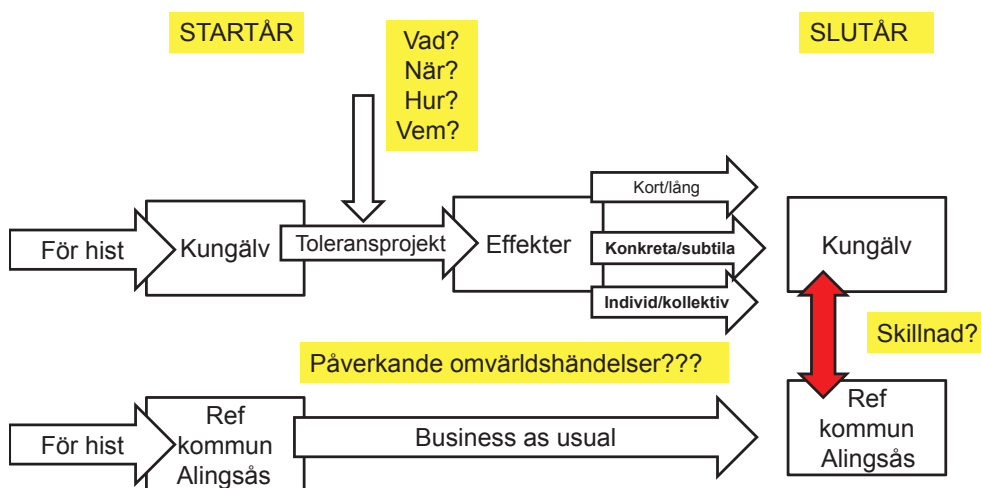 STARTÅR
Vad?
När?
Hur?
Vem?
SLUTÅR
För hist
Kungälv
Toleransprojekt
Effekter
Kort/lång
Konkreta/subtila
Individ/kollektiv
Kungälv
Skillnad?
Påverkande omvärldshändelser???
För hist
Ref
kommun
Alingsås
Business as usual
Ref
kommun
Alingsås